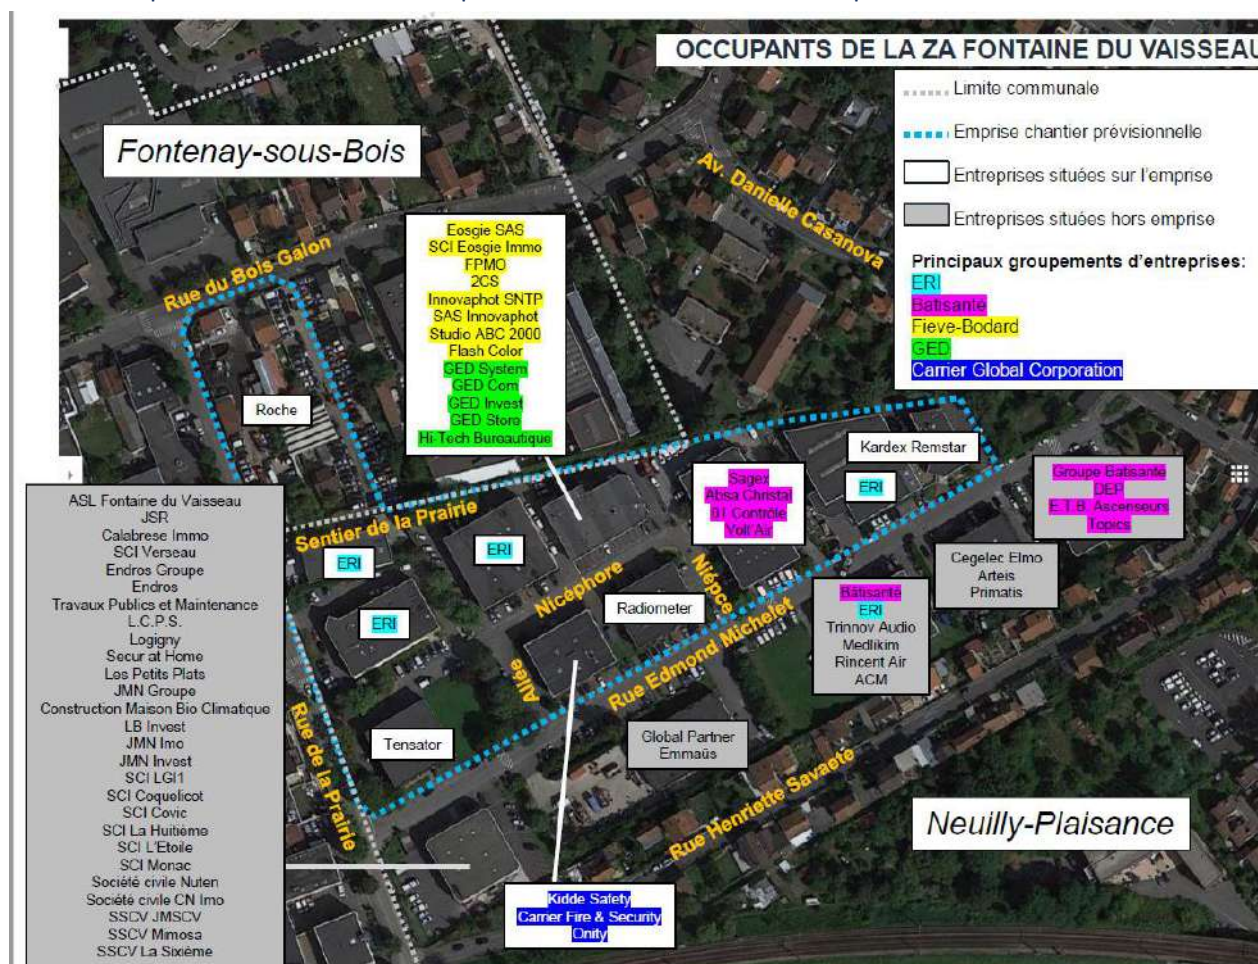 OCCUPANTS DE LA ZA FONTAINE DU VAISSEAU
Limite communale
Emprise chantier prévisionnelle
Entreprises situées sur l'emprise
Entreprises situées hors emprise
Principaux groupements d'entreprises:
ERI
Batisanté
Fieve-Bodard
GED
Carrier Global Corporation
Fontenay-sous-Bois
Av. Danielle Casanova
Rue du Bois Galon
Eosgie SAS
SCI Eosgie Immo
FPMO
2CS
Innovaphot SNTP
SAS Innovaphot
Studio ABC 2000
Flash Color
GED System
GED Com
GED Invest
GED Store
Hi-Tech Bureautique
Roche
Kardex Remstar
ERI
Sagex
Absa Christal
01 Contrôle
Volt'Air
Groupe Batisanté
DEP
E.T.B. Ascenseurs
Topics
Sentier de la Prairie
ERI
ERI
ERI
Nicéphore
Niépce
Allée
Radiometer
Cegelec Elmo
Arteis
Primatis
Batisanté
ERI
Trinnov Audio
Medlikim
Rincent Air
ACM
Rue Edmond Michelet
Tensator
Rue de la Prairie
Global Partner
Emmaüs
Rue Henriette Savaete
Neuilly-Plaisance
Kidde Safety
Carrier Fire & Security
Onity
ASL Fontaine du Vaisseau
JSR
Calabrese Immo
SCI Verseau
Endros Groupe
Endros
Travaux Publics et Maintenance
L.C.P.S.
Logigny
Secur at Home
Les Petits Plats
JMN Groupe
Construction Maison Bio Climatique
LB Invest
JMN Imo
JMN Invest
SCI LGI1
SCI Coquelicot
SCI Covic
SCI La Huitième
SCI L'Etoile
SCI Monac
Société civile Nuten
Société civile CN Imo
SSCV JMSCV
SSCV Mimosa
SSCV La Sixième